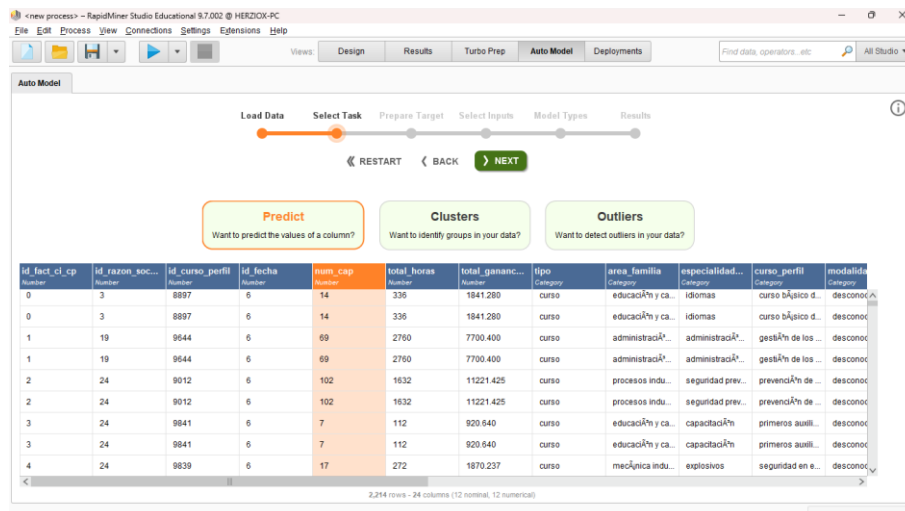 <new process> – RapidMiner Studio Educational 9.7.002 @ HERZIOX-PC
File Edit Process View Connections Settings Extensions Help
Views: Design Results Turbo Prep Auto Model Deployments Find data, operators...etc All Studio
Auto Model
Load Data Select Task Prepare Target Select Inputs Model Types Results
RESTART BACK NEXT
Predict Clusters Outliers
Want to predict the values of a column? Want to identify groups in your data? Want to detect outliers in your data?
id_fact_ci_cp id_razon_soc... id_curso_perfil id_fecha num_cap total_horas total_gananc... tipo area_familia especialidad... curso_perfil modalida
Number Number Number Number Number Number Number Category Category Category Category Category
0 3 8897 6 14 336 1841.280 curso educaciÃ³n y ca... idiomas curso bÃ¡sico d... desconoc
0 3 8897 6 14 336 1841.280 curso educaciÃ³n y ca... idiomas curso bÃ¡sico d... desconoc
1 19 9644 6 69 2760 7700.400 curso administraciÃ³... administraciÃ³... gestiÃ³n de los ... desconoc
1 19 9644 6 69 2760 7700.400 curso administraciÃ³... administraciÃ³... gestiÃ³n de los ... desconoc
2 24 9012 6 102 1632 11221.425 curso procesos indu... seguridad prev... prevenciÃ³n de ... desconoc
2 24 9012 6 102 1632 11221.425 curso procesos indu... seguridad prev... prevenciÃ³n de ... desconoc
3 24 9841 6 7 112 920.640 curso educaciÃ³n y ca... capacitaciÃ³n primeros auxili... desconoc
3 24 9841 6 7 112 920.640 curso educaciÃ³n y ca... capacitaciÃ³n primeros auxili... desconoc
4 24 9839 6 17 272 1870.237 curso mecÃ¡nica indu... explosivos seguridad en e... desconoc
2,214 rows - 24 columns (12 nominal, 12 numerical)